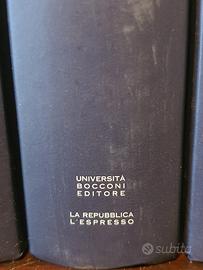 UNIVERSITÀ
BOCCONI
EDITORE
LA REPUBBLICA
L'ESPRESSO
subito